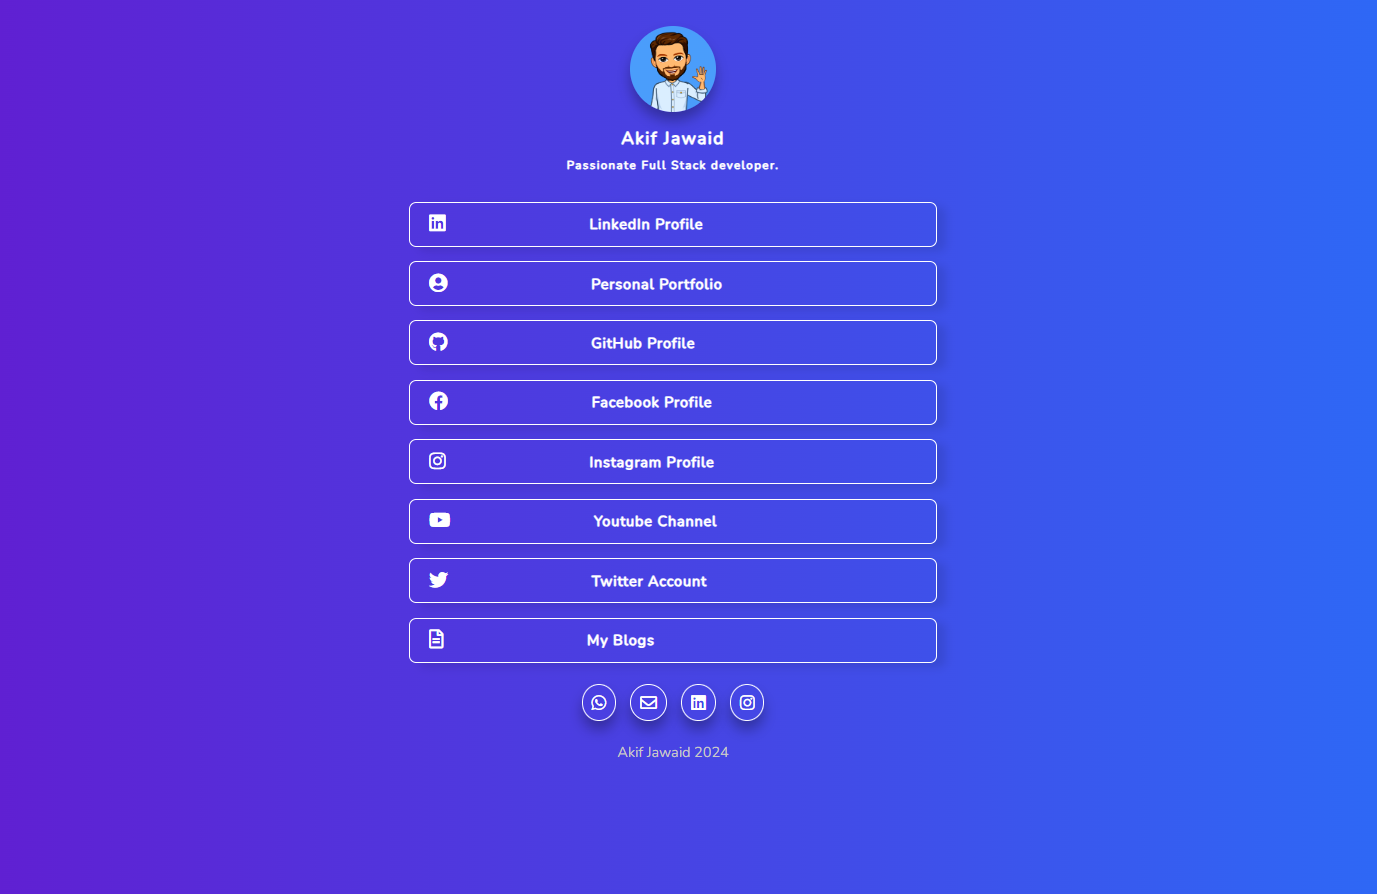 Akif Jawaid
Passionate Full Stack developer.
LinkedIn Profile
Personal Portfolio
GitHub Profile
Facebook Profile
Instagram Profile
Youtube Channel
Twitter Account
My Blogs
Akif Jawaid 2024